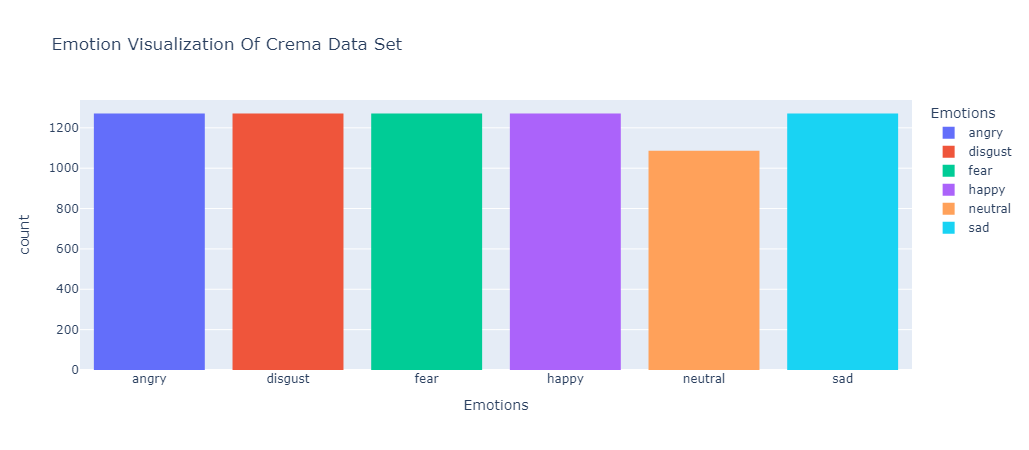 Emotion Visualization Of Crema Data Set
Emotions
angry
disgust
fear
happy
neutral
sad
1200
1000
800
600
400
200
0
count
angry disgust fear happy neutral sad
Emotions